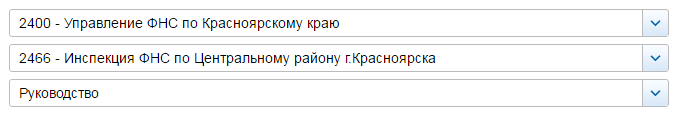 2400 - Управление ФНС по Красноярскому краю
2466 - Инспекция ФНС по Центральному району г.Красноярска
Руководство